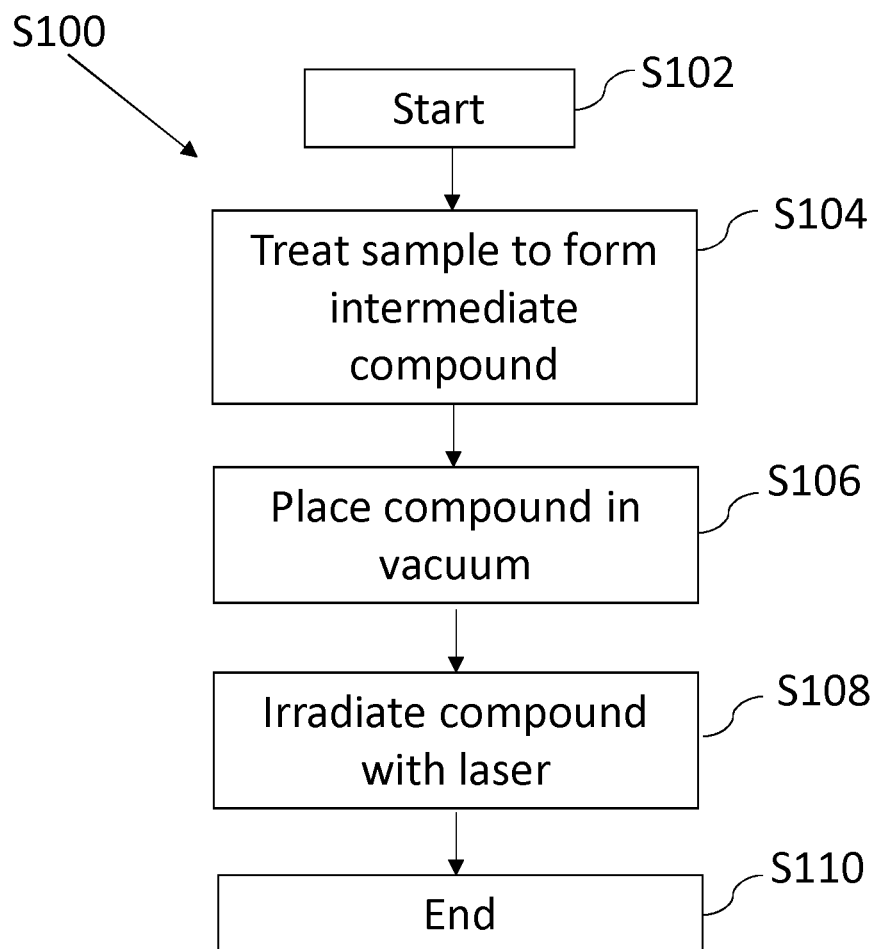 S100
S102
Start
S104
Treat sample to form
intermediate
compound
S106
Place compound in
vacuum
S108
Irradiate compound
with laser
S110
End